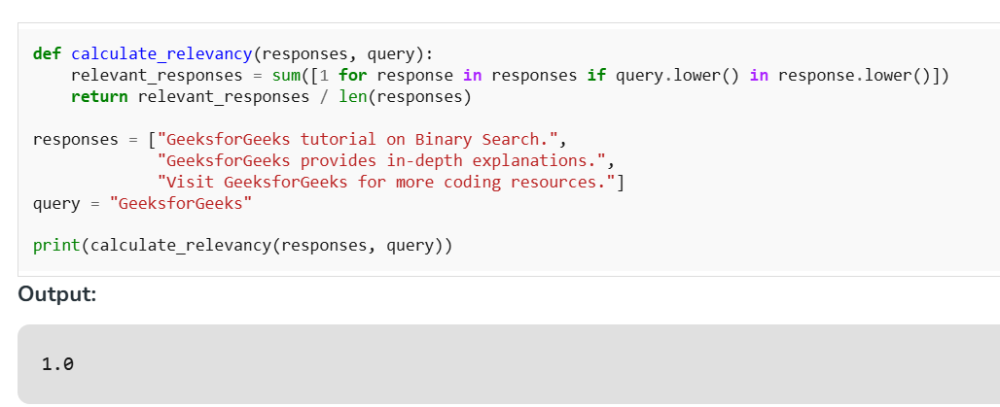 def calculate_relevancy(responses, query):
    relevant_responses = sum([1 for response in responses if query.lower() in response.lower()])
    return relevant_responses / len(responses)
responses = ["GeeksforGeeks tutorial on Binary Search.",
             "GeeksforGeeks provides in-depth explanations.",
             "Visit GeeksforGeeks for more coding resources."]
query = "GeeksforGeeks"
print(calculate_relevancy(responses, query))
Output:
1.0